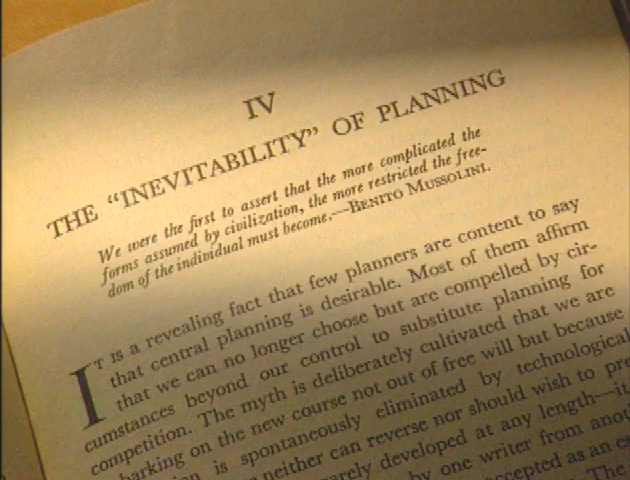 IV
THE "INEVITABILITY" OF PLANNING
We were the first to assert that the more complicated the
forms assumed by civilization, the more restricted the free-
dom of the individual must become.—BENITO MUSSOLINI.
IT IS a revealing fact that few planners are content to say
that central planning is desirable. Most of them affirm
that we can no longer choose but are compelled by cir-
cumstances beyond our control to substitute planning for
competition. The myth is deliberately cultivated that we are
barking on the new course not out of free will but because
is spontaneously eliminated by technological
neither can reverse nor should wish to pre
rarely developed at any length—it
by one writer from anot
accepted as an es
The